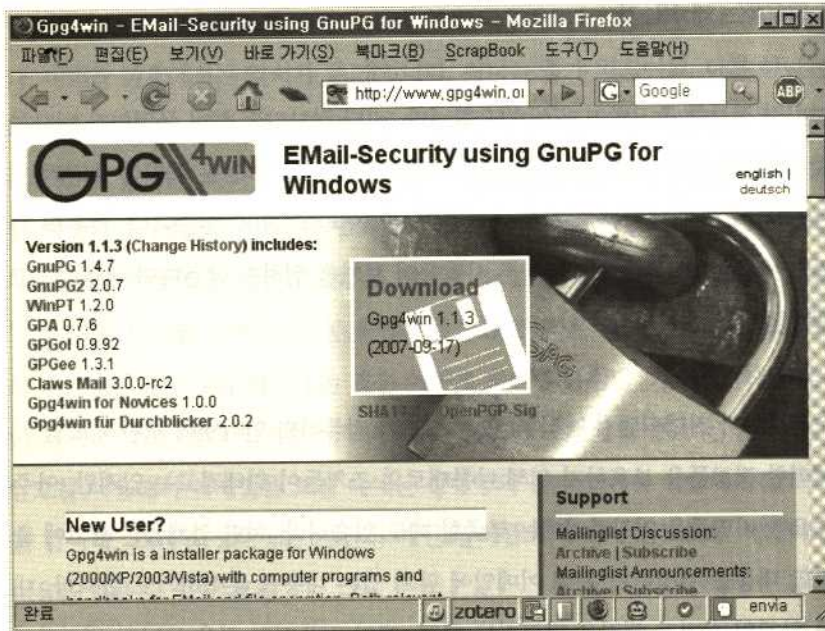 Gpg4win - EMail-Security using GnuPG for Windows - Mozilla Firefox
파일(F) 편집(E) 보기(V) 바로 가기(S) 북마크(B) ScrapBook 도구(T) 도움말(H)
http://www.gpg4win.or
G Google
ABP
GPG4WIN
EMail-Security using GnuPG for
Windows
english |
deutsch
Version 1.1.3 (Change History) includes:
GnuPG 1.4.7
GnuPG2 2.0.7
WinPT 1.2.0
GPA 0.7.6
GPGol 0.9.92
GPGee 1.3.1
Claws Mail 3.0.0-rc2
Gpg4win for Novices 1.0.0
Gpg4win für Durchblicker 2.0.2
Download
Gpg4win 1.1.3
(2007-09-17)
GPG
OpenPGP-Sig
New User?
Gpg4win is a installer package for Windows
(2000/XP/2003/Vista) with computer programs and
Support
Mailinglist Discussion:
Archive | Subscribe
Mailinglist Announcements:
Archive | Subscribe
완료
zotero
envia